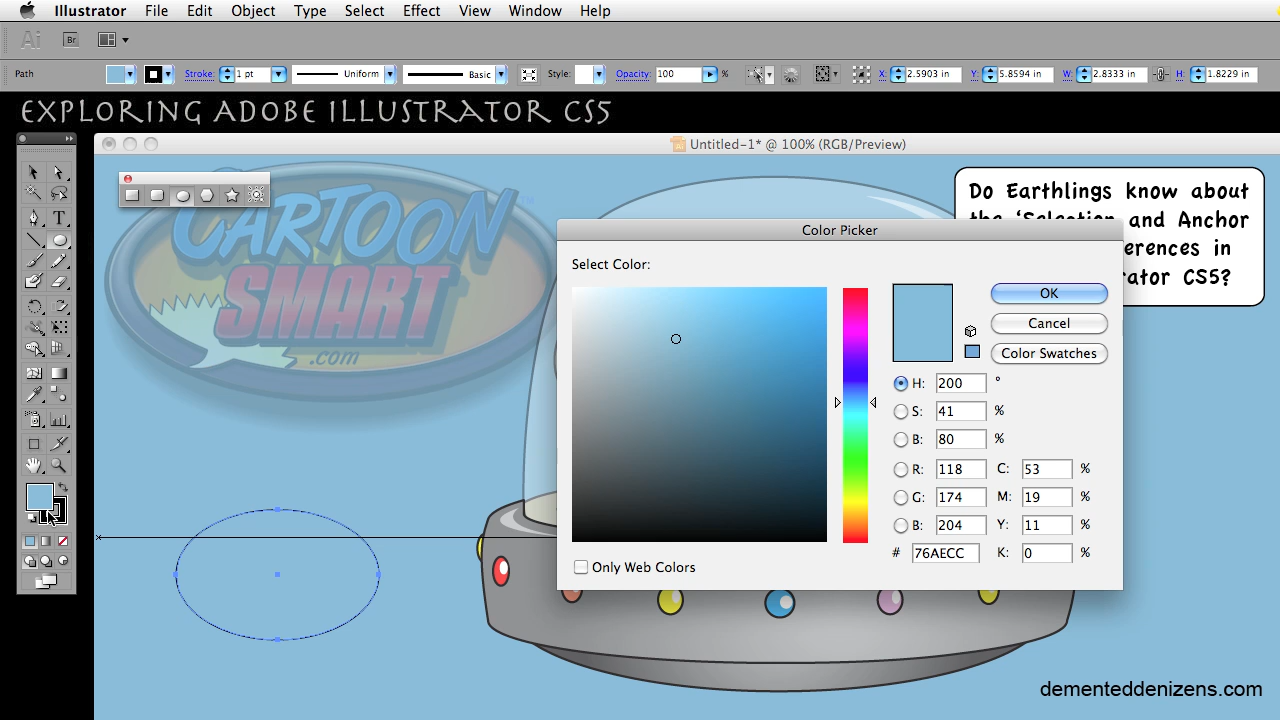 Illustrator File Edit Object Type Select Effect View Window Help
Ai Br
Path Stroke: 1 pt Uniform Basic Style: Opacity: 100 % X: 2.5903 in Y: 5.8594 in W: 2.8333 in H: 1.8229 in
EXPLORING ADOBE ILLUSTRATOR CS5
Untitled-1* @ 100% (RGB/Preview)
CARTOON TM
SMART
.com
Do Earthlings know about
the 'Selection and Anchor
erences in
rator CS5?
T
Color Picker
Select Color:
OK
Cancel
Color Swatches
H: 200 °
S: 41 %
B: 80 %
R: 118 C: 53 %
G: 174 M: 19 %
B: 204 Y: 11 %
# 76AECC K: 0 %
Only Web Colors
dementeddenizens.com